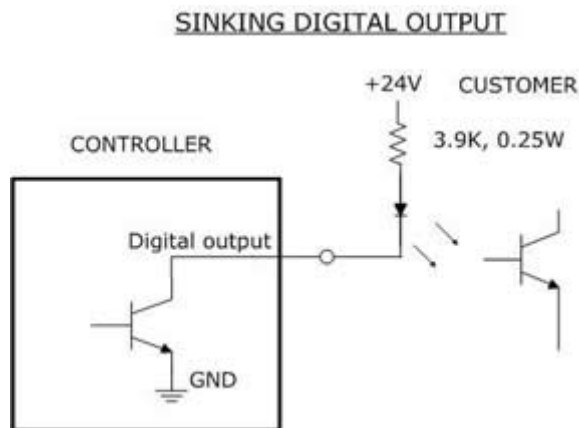 SINKING DIGITAL OUTPUT
+24V CUSTOMER
3.9K, 0.25W
CONTROLLER
Digital output
GND